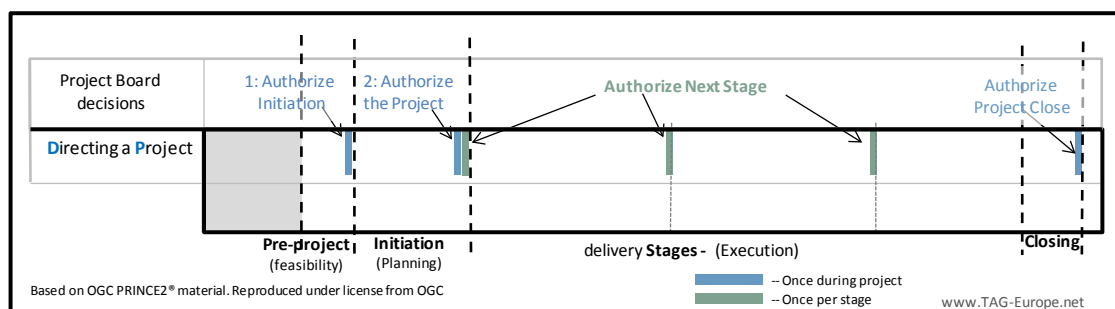 Project Board
decisions
1: Authorize
Initiation
2: Authorize
the Project
Authorize Next Stage
Authorize
Project Close
Directing a Project
Pre-project
(feasibility)
Initiation
(Planning)
delivery Stages - (Execution)
Closing
-- Once during project
-- Once per stage
Based on OGC PRINCE2® material. Reproduced under license from OGC
www.TAG-Europe.net